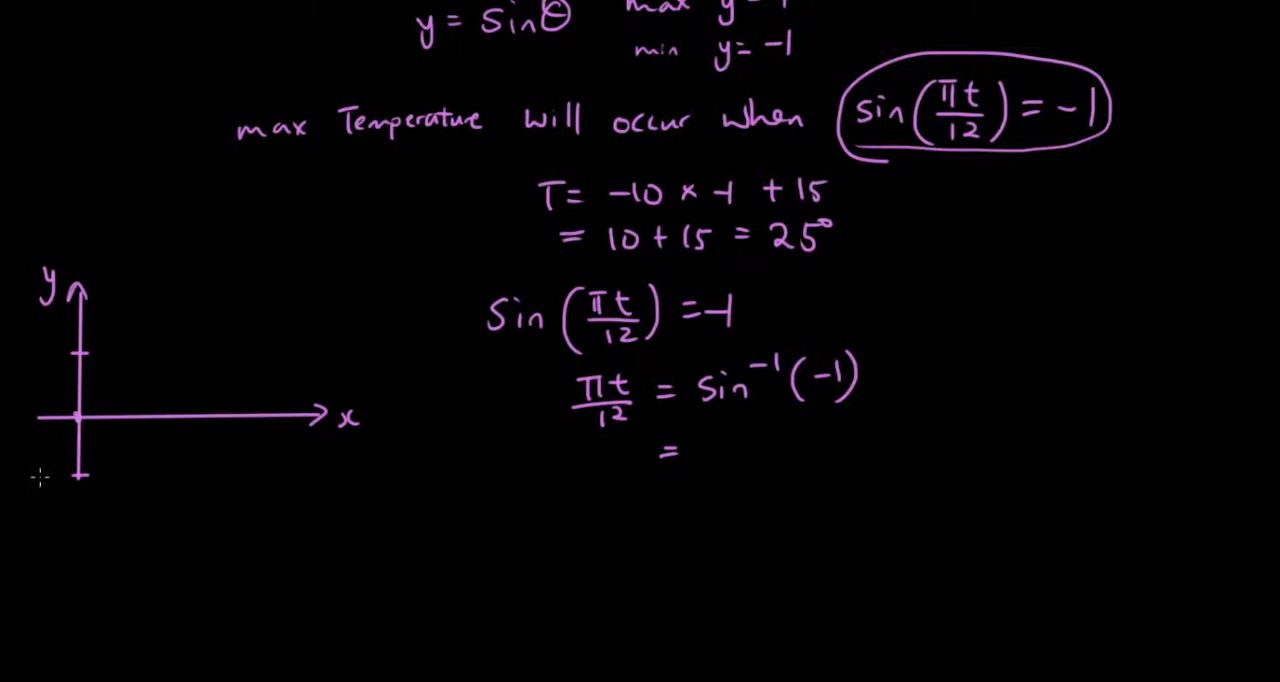 y = sinθ max y = 1
min y = -1
max Temperature will occur when sin(πt/12) = -1
T = -10 × -1 + 15
= 10 + 15 = 25°
sin(πt/12) = -1
πt/12 = sin⁻¹(-1)
=
y
x